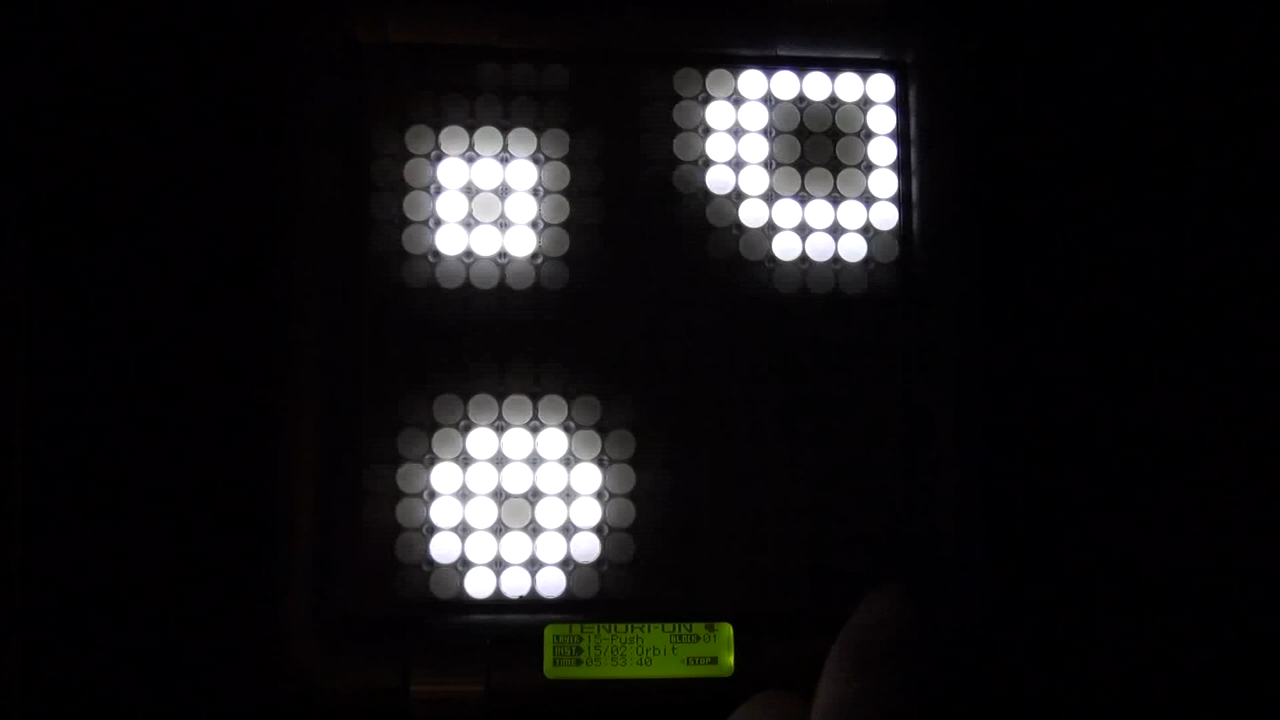 TENORI-ON
LAYER 15-Push BLOCK 01
INST. 15/02:Orbit
TIME 05:53:40 STOP